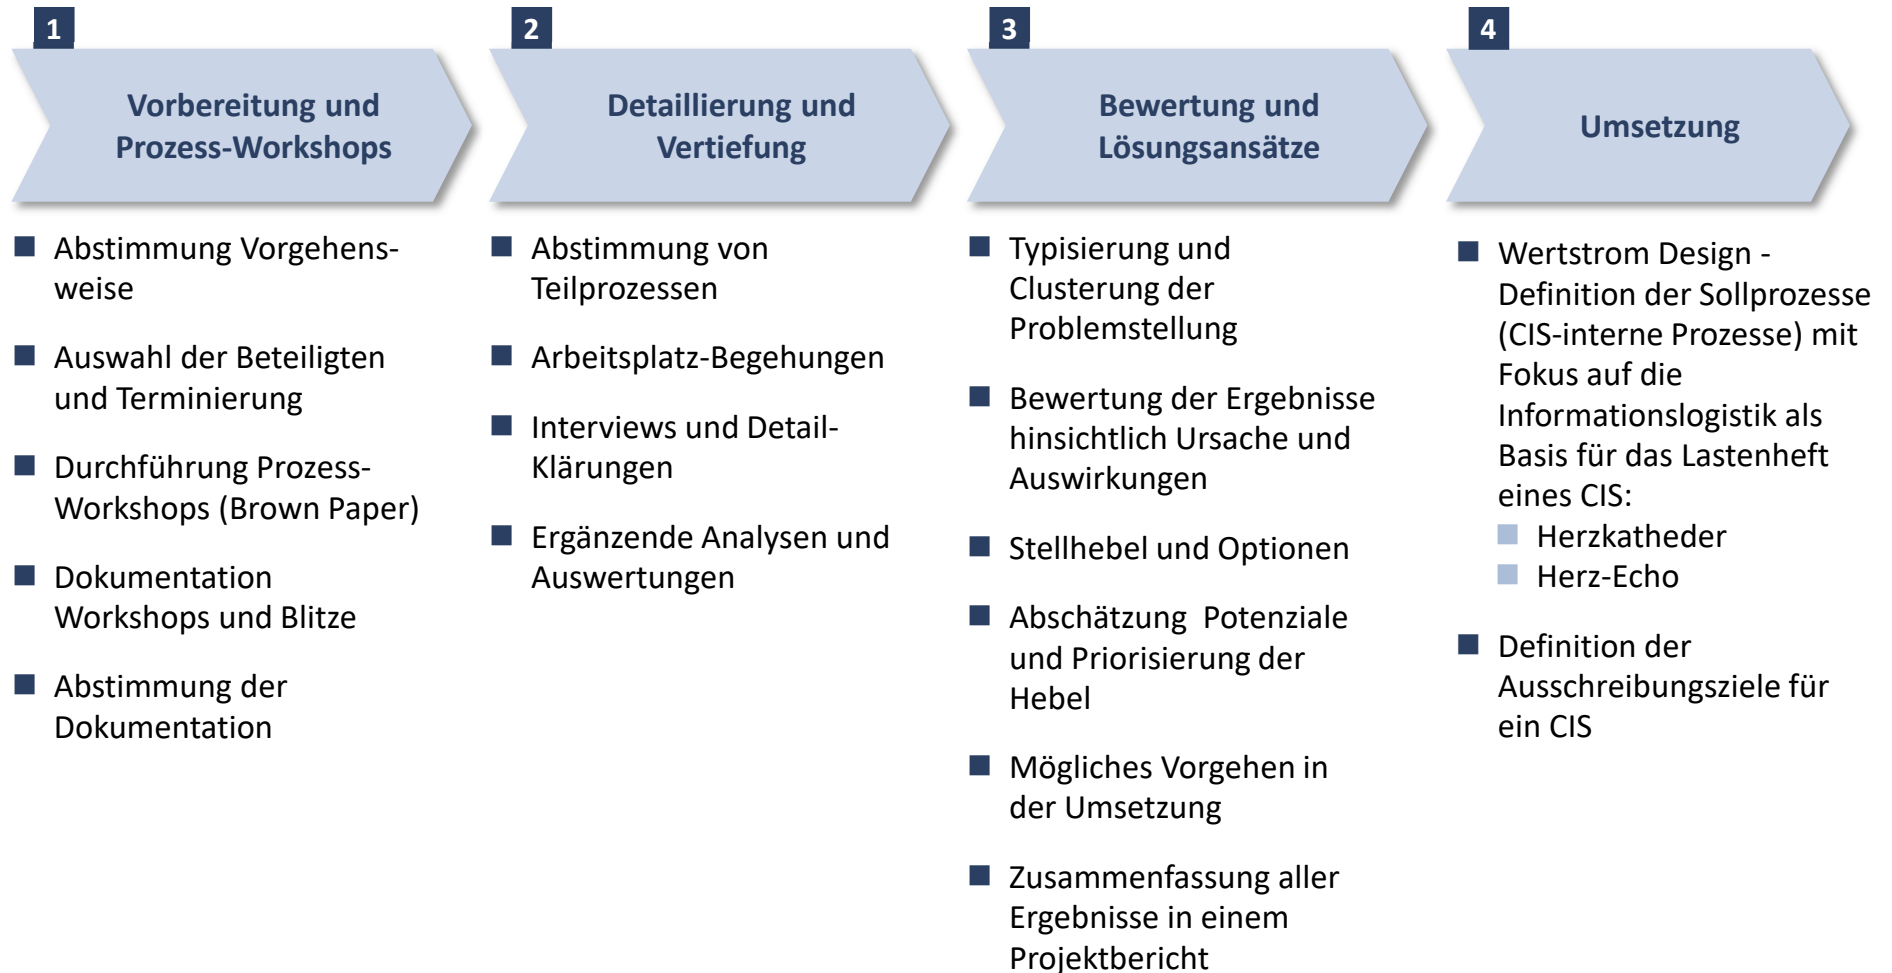 1
Vorbereitung und
Prozess-Workshops
Abstimmung Vorgehens-
weise
Auswahl der Beteiligten
und Terminierung
Durchführung Prozess-
Workshops (Brown Paper)
Dokumentation
Workshops und Blitze
Abstimmung der
Dokumentation
2
Detaillierung und
Vertiefung
Abstimmung von
Teilprozessen
Arbeitsplatz-Begehungen
Interviews und Detail-
Klärungen
Ergänzende Analysen und
Auswertungen
3
Bewertung und
Lösungsansätze
Typisierung und
Clusterung der
Problemstellung
Bewertung der Ergebnisse
hinsichtlich Ursache und
Auswirkungen
Stellhebel und Optionen
Abschätzung  Potenziale
und Priorisierung der
Hebel
Mögliches Vorgehen in
der Umsetzung
Zusammenfassung aller
Ergebnisse in einem
Projektbericht
4
Umsetzung
Wertstrom Design -
Definition der Sollprozesse
(CIS-interne Prozesse) mit
Fokus auf die
Informationslogistik als
Basis für das Lastenheft
eines CIS:
Herzkatheder
Herz-Echo
Definition der
Ausschreibungsziele für
ein CIS